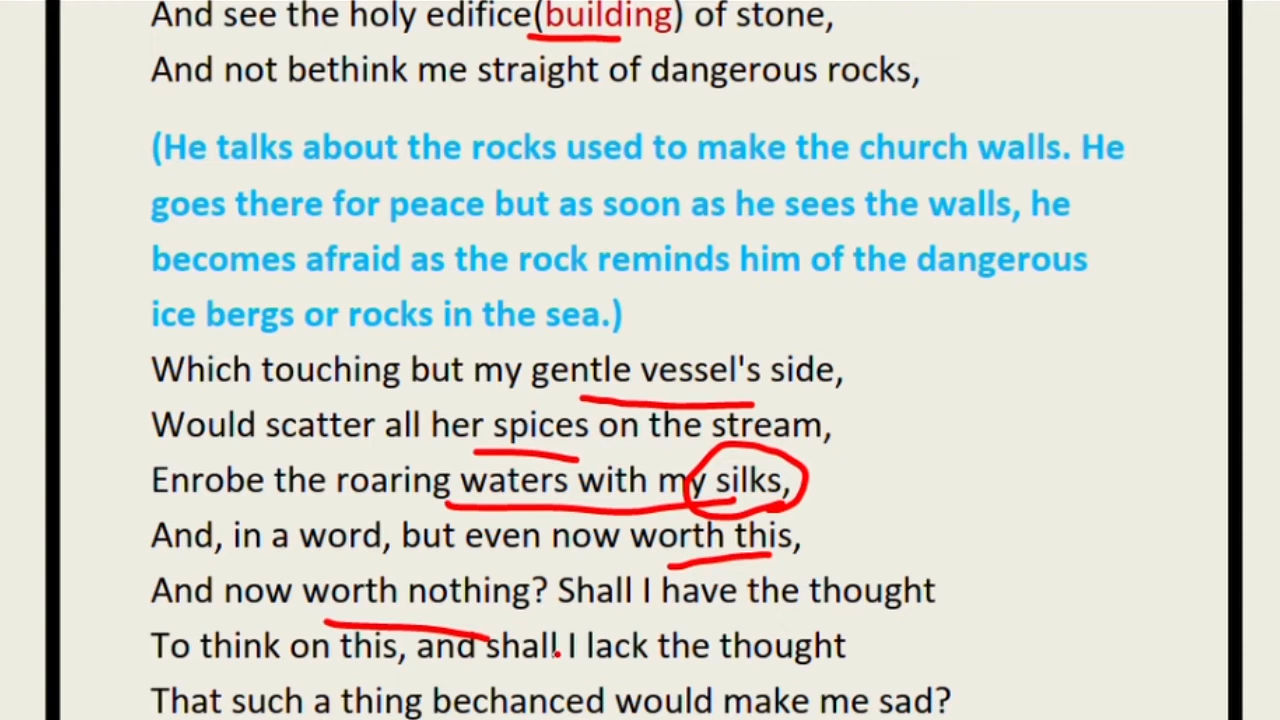 And see the holy edifice(building) of stone,
And not bethink me straight of dangerous rocks,
(He talks about the rocks used to make the church walls. He
goes there for peace but as soon as he sees the walls, he
becomes afraid as the rock reminds him of the dangerous
ice bergs or rocks in the sea.)
Which touching but my gentle vessel's side,
Would scatter all her spices on the stream,
Enrobe the roaring waters with my silks,
And, in a word, but even now worth this,
And now worth nothing? Shall I have the thought
To think on this, and shall I lack the thought
That such a thing bechanced would make me sad?